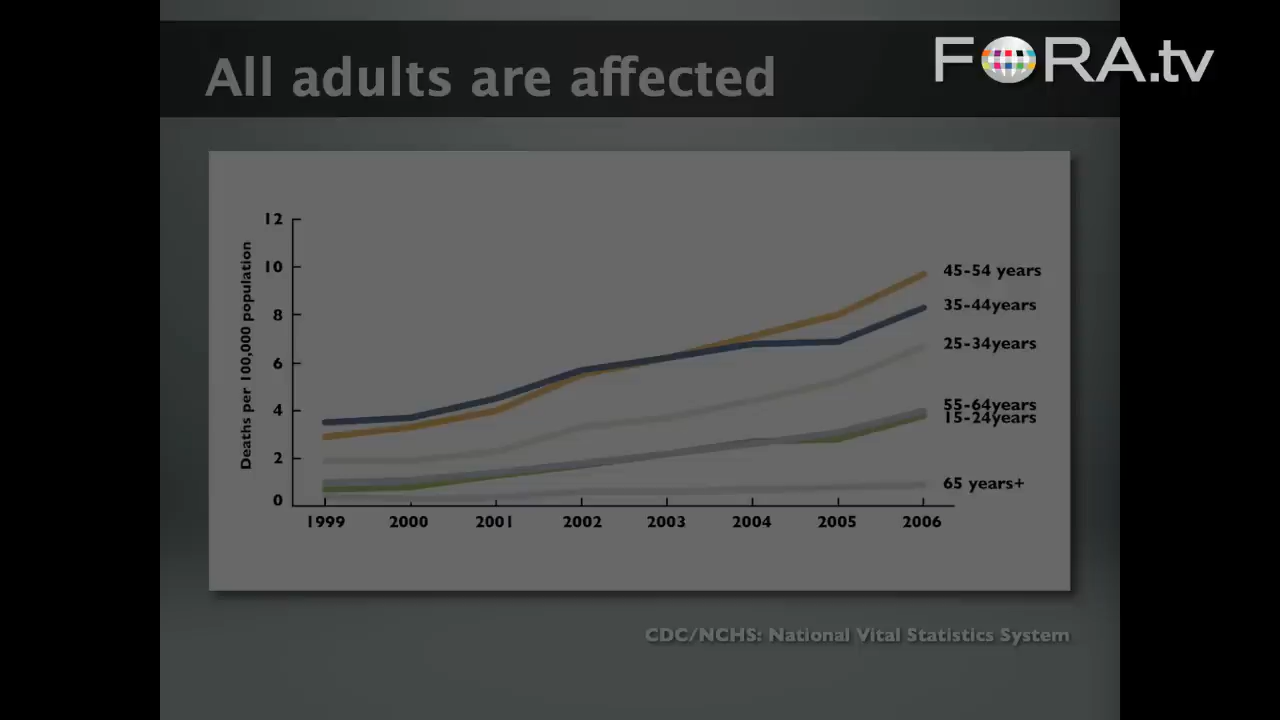 All adults are affected
FORA.tv
12
10
8
6
4
2
0
Deaths per 100,000 population
45-54 years
35-44years
25-34years
55-64years
15-24years
65 years+
1999 2000 2001 2002 2003 2004 2005 2006
CDC/NCHS: National Vital Statistics System